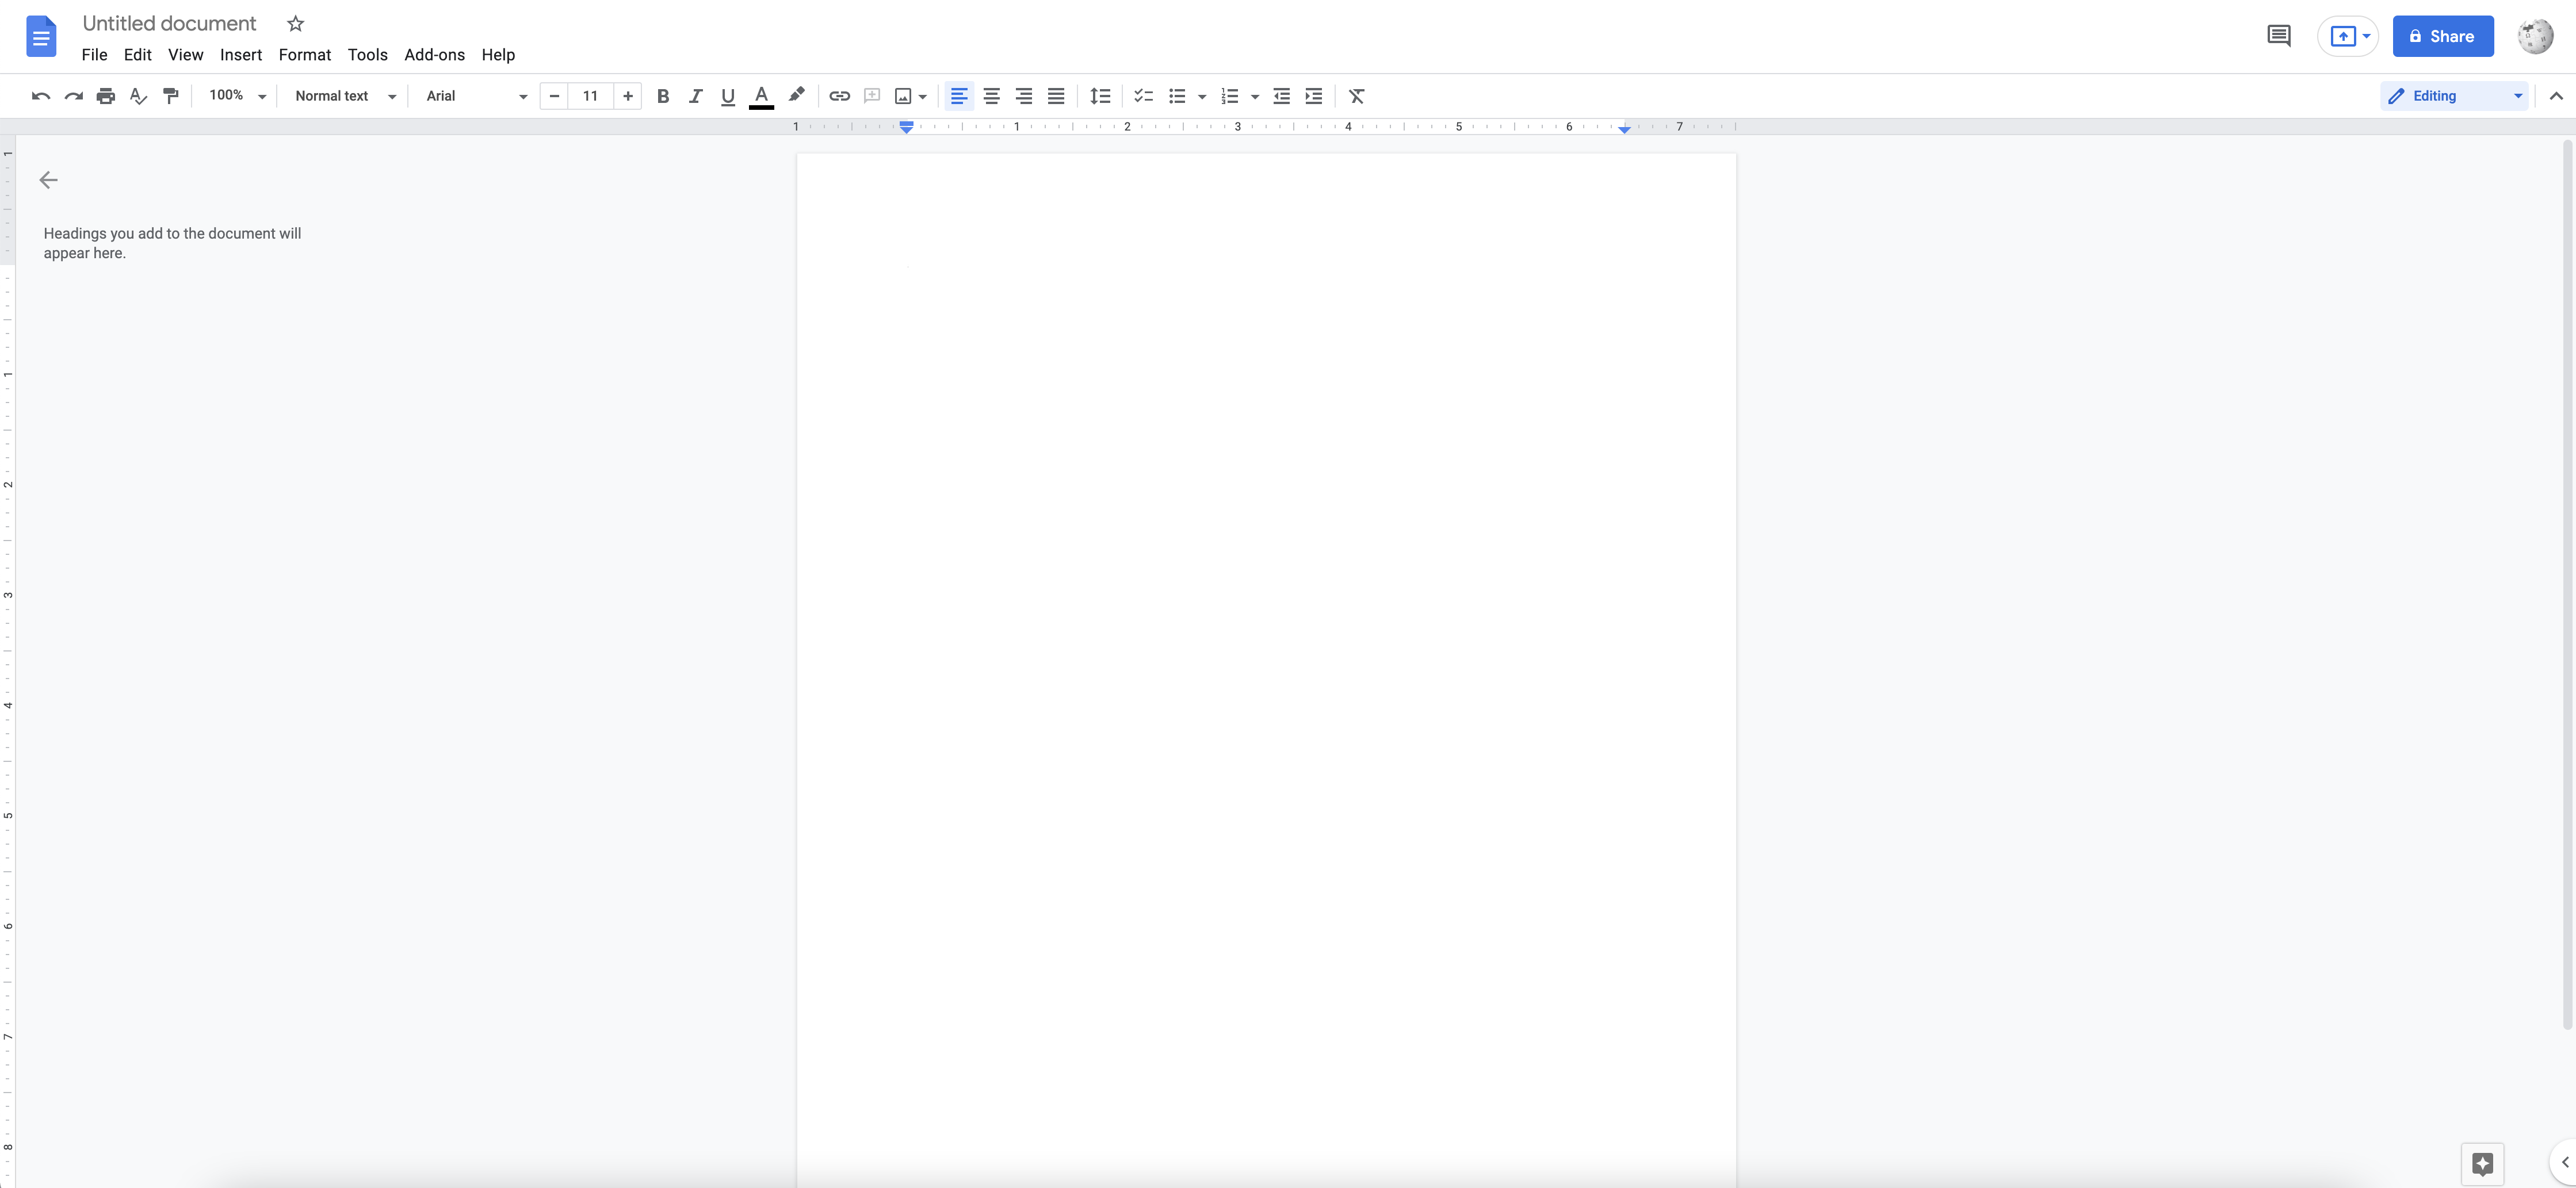 Untitled document
File Edit View Insert Format Tools Add-ons Help
Share
100% Normal text Arial 11 B I U A Editing
1 1 2 3 4 5 6 7
Headings you add to the document will
appear here.
1
1
2
3
4
5
6
7
8